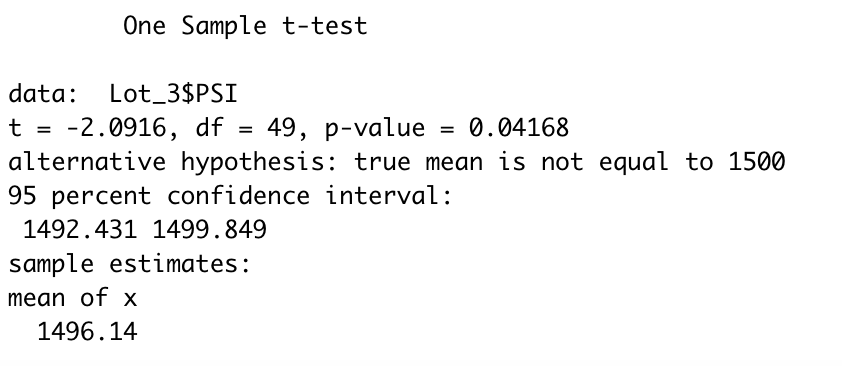 One Sample t-test
data:  Lot_3$PSI
t = -2.0916, df = 49, p-value = 0.04168
alternative hypothesis: true mean is not equal to 1500
95 percent confidence interval:
1492.431 1499.849
sample estimates:
mean of x
1496.14